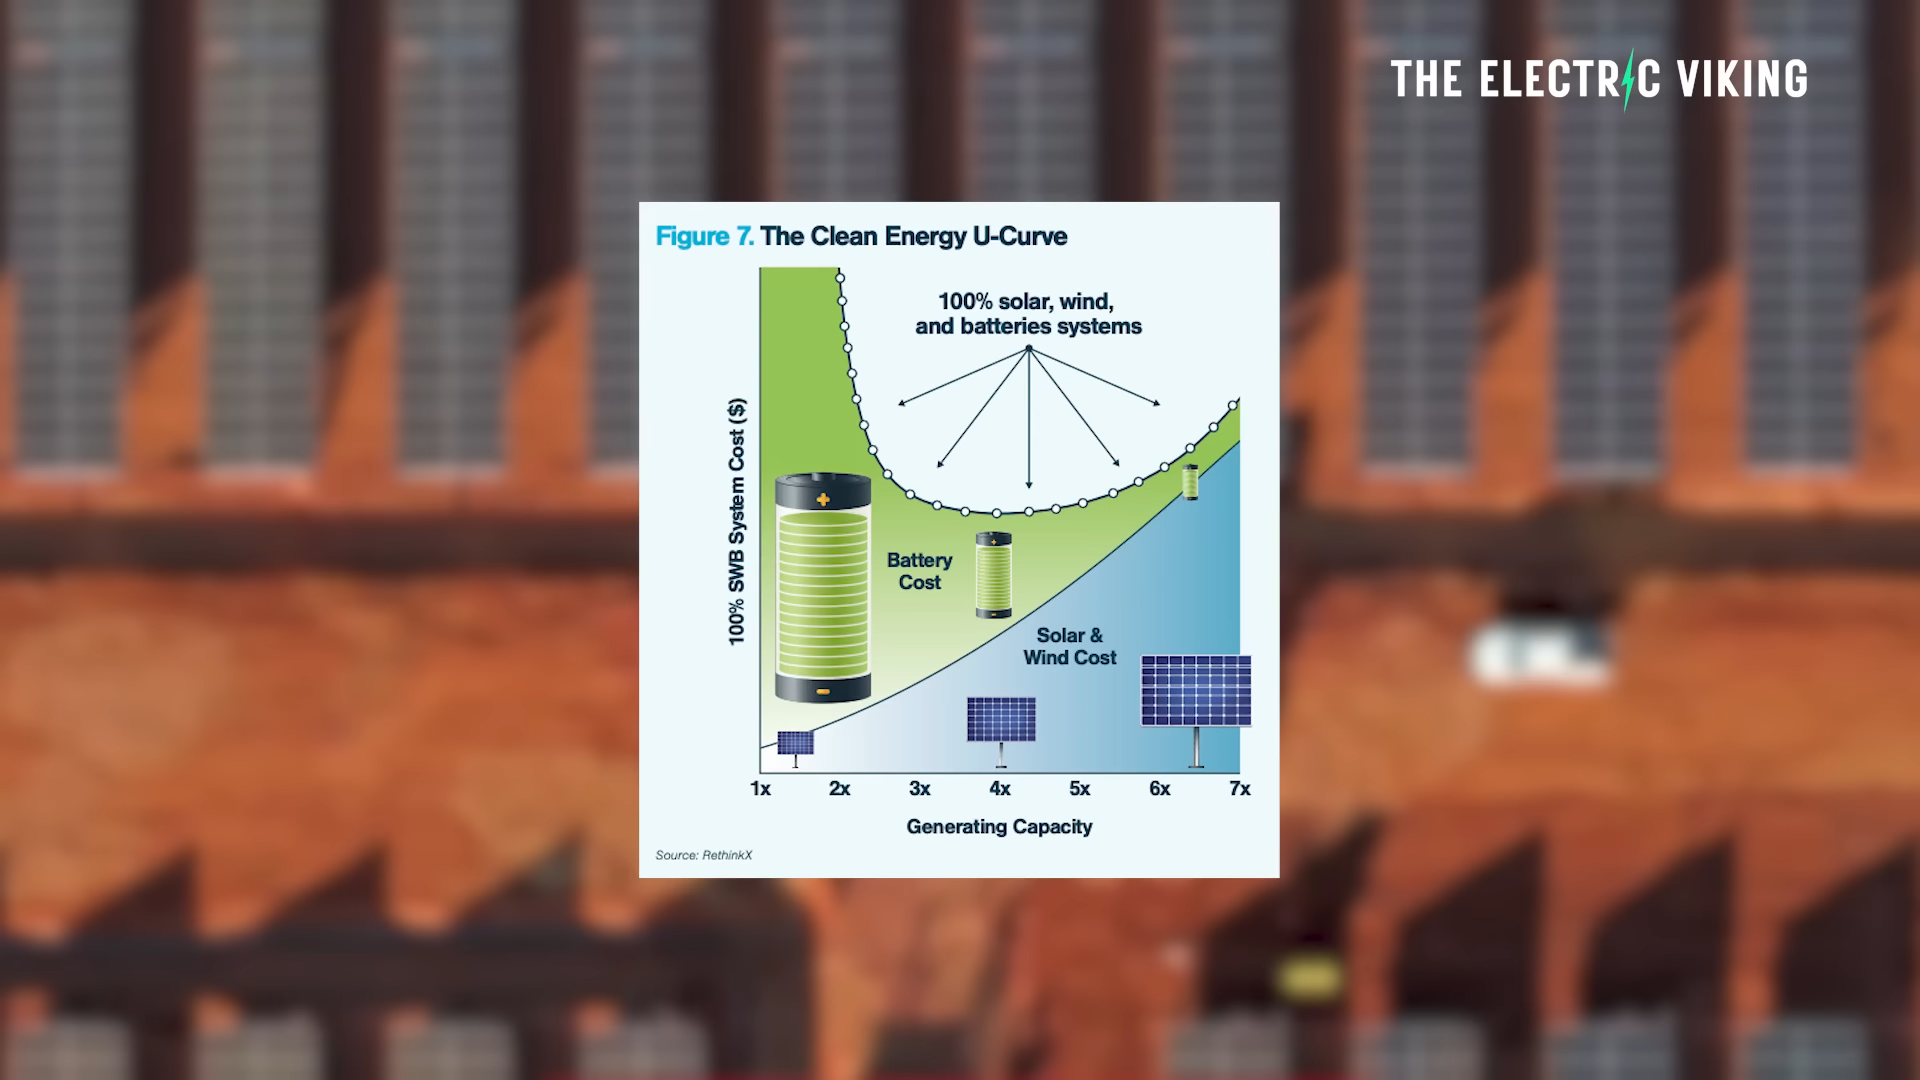 THE ELECTRIC VIKING
Figure 7. The Clean Energy U-Curve
100% solar, wind,
and batteries systems
100% SWB System Cost ($)
Battery
Cost
Solar &
Wind Cost
1x 2x 3x 4x 5x 6x 7x
Generating Capacity
Source: RethinkX